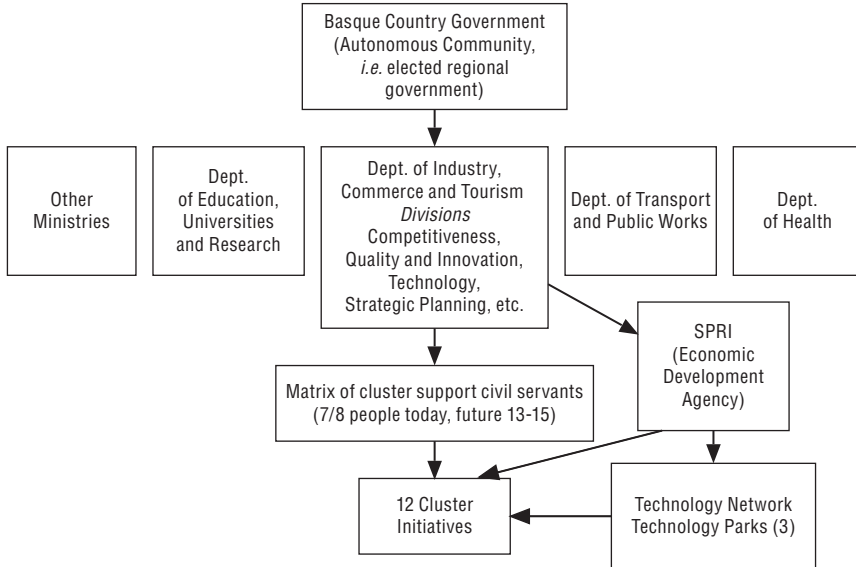 Basque Country Government
(Autonomous Community,
i.e. elected regional
government)
Other
Ministries
Dept.
of Education,
Universities
and Research
Dept. of Industry,
Commerce and Tourism
Divisions
Competitiveness,
Quality and Innovation,
Technology,
Strategic Planning, etc.
Dept. of Transport
and Public Works
Dept.
of Health
SPRI
(Economic
Development
Agency)
Matrix of cluster support civil servants
(7/8 people today, future 13-15)
12 Cluster
Initiatives
Technology Network
Technology Parks (3)